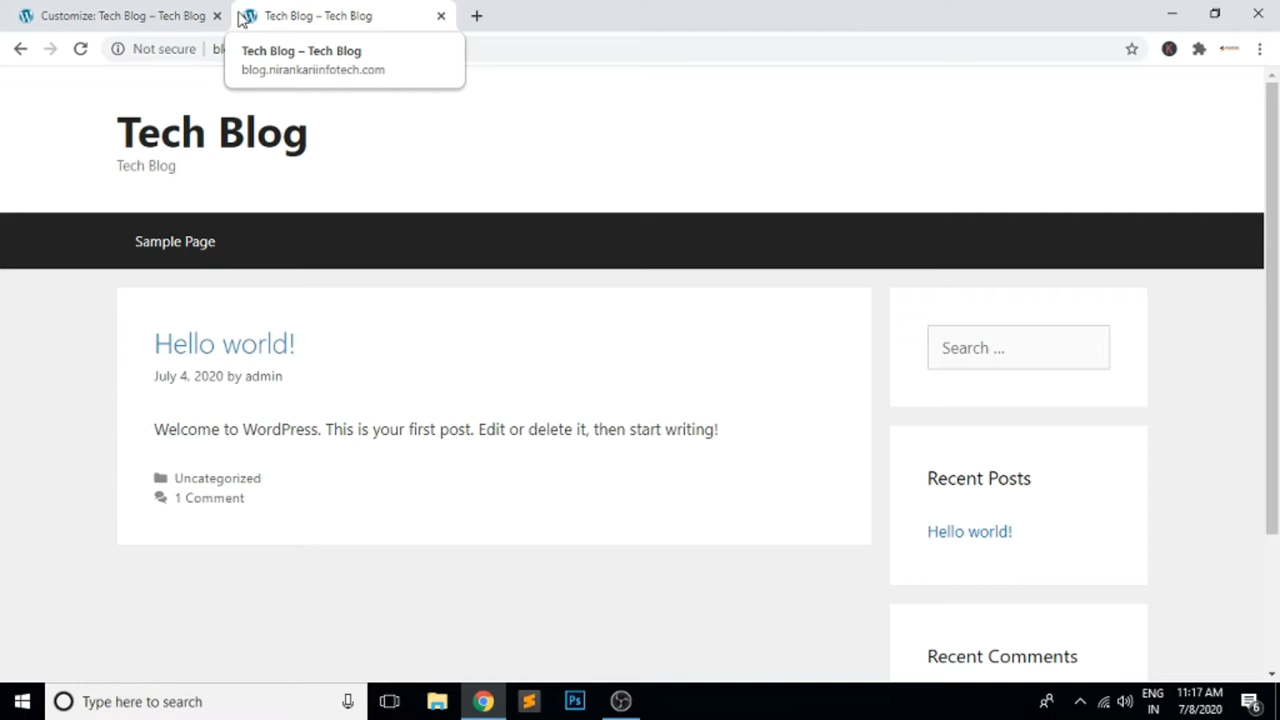 Customize: Tech Blog – Tech Blog
Tech Blog – Tech Blog
Not secure
Tech Blog – Tech Blog
blog.nirankariinfotech.com
Tech Blog
Tech Blog
Sample Page
Hello world!
July 4, 2020 by admin
Welcome to WordPress. This is your first post. Edit or delete it, then start writing!
Uncategorized
1 Comment
Search ...
Recent Posts
Hello world!
Recent Comments
Type here to search
Ps
ENG
IN
11:17 AM
7/8/2020
6